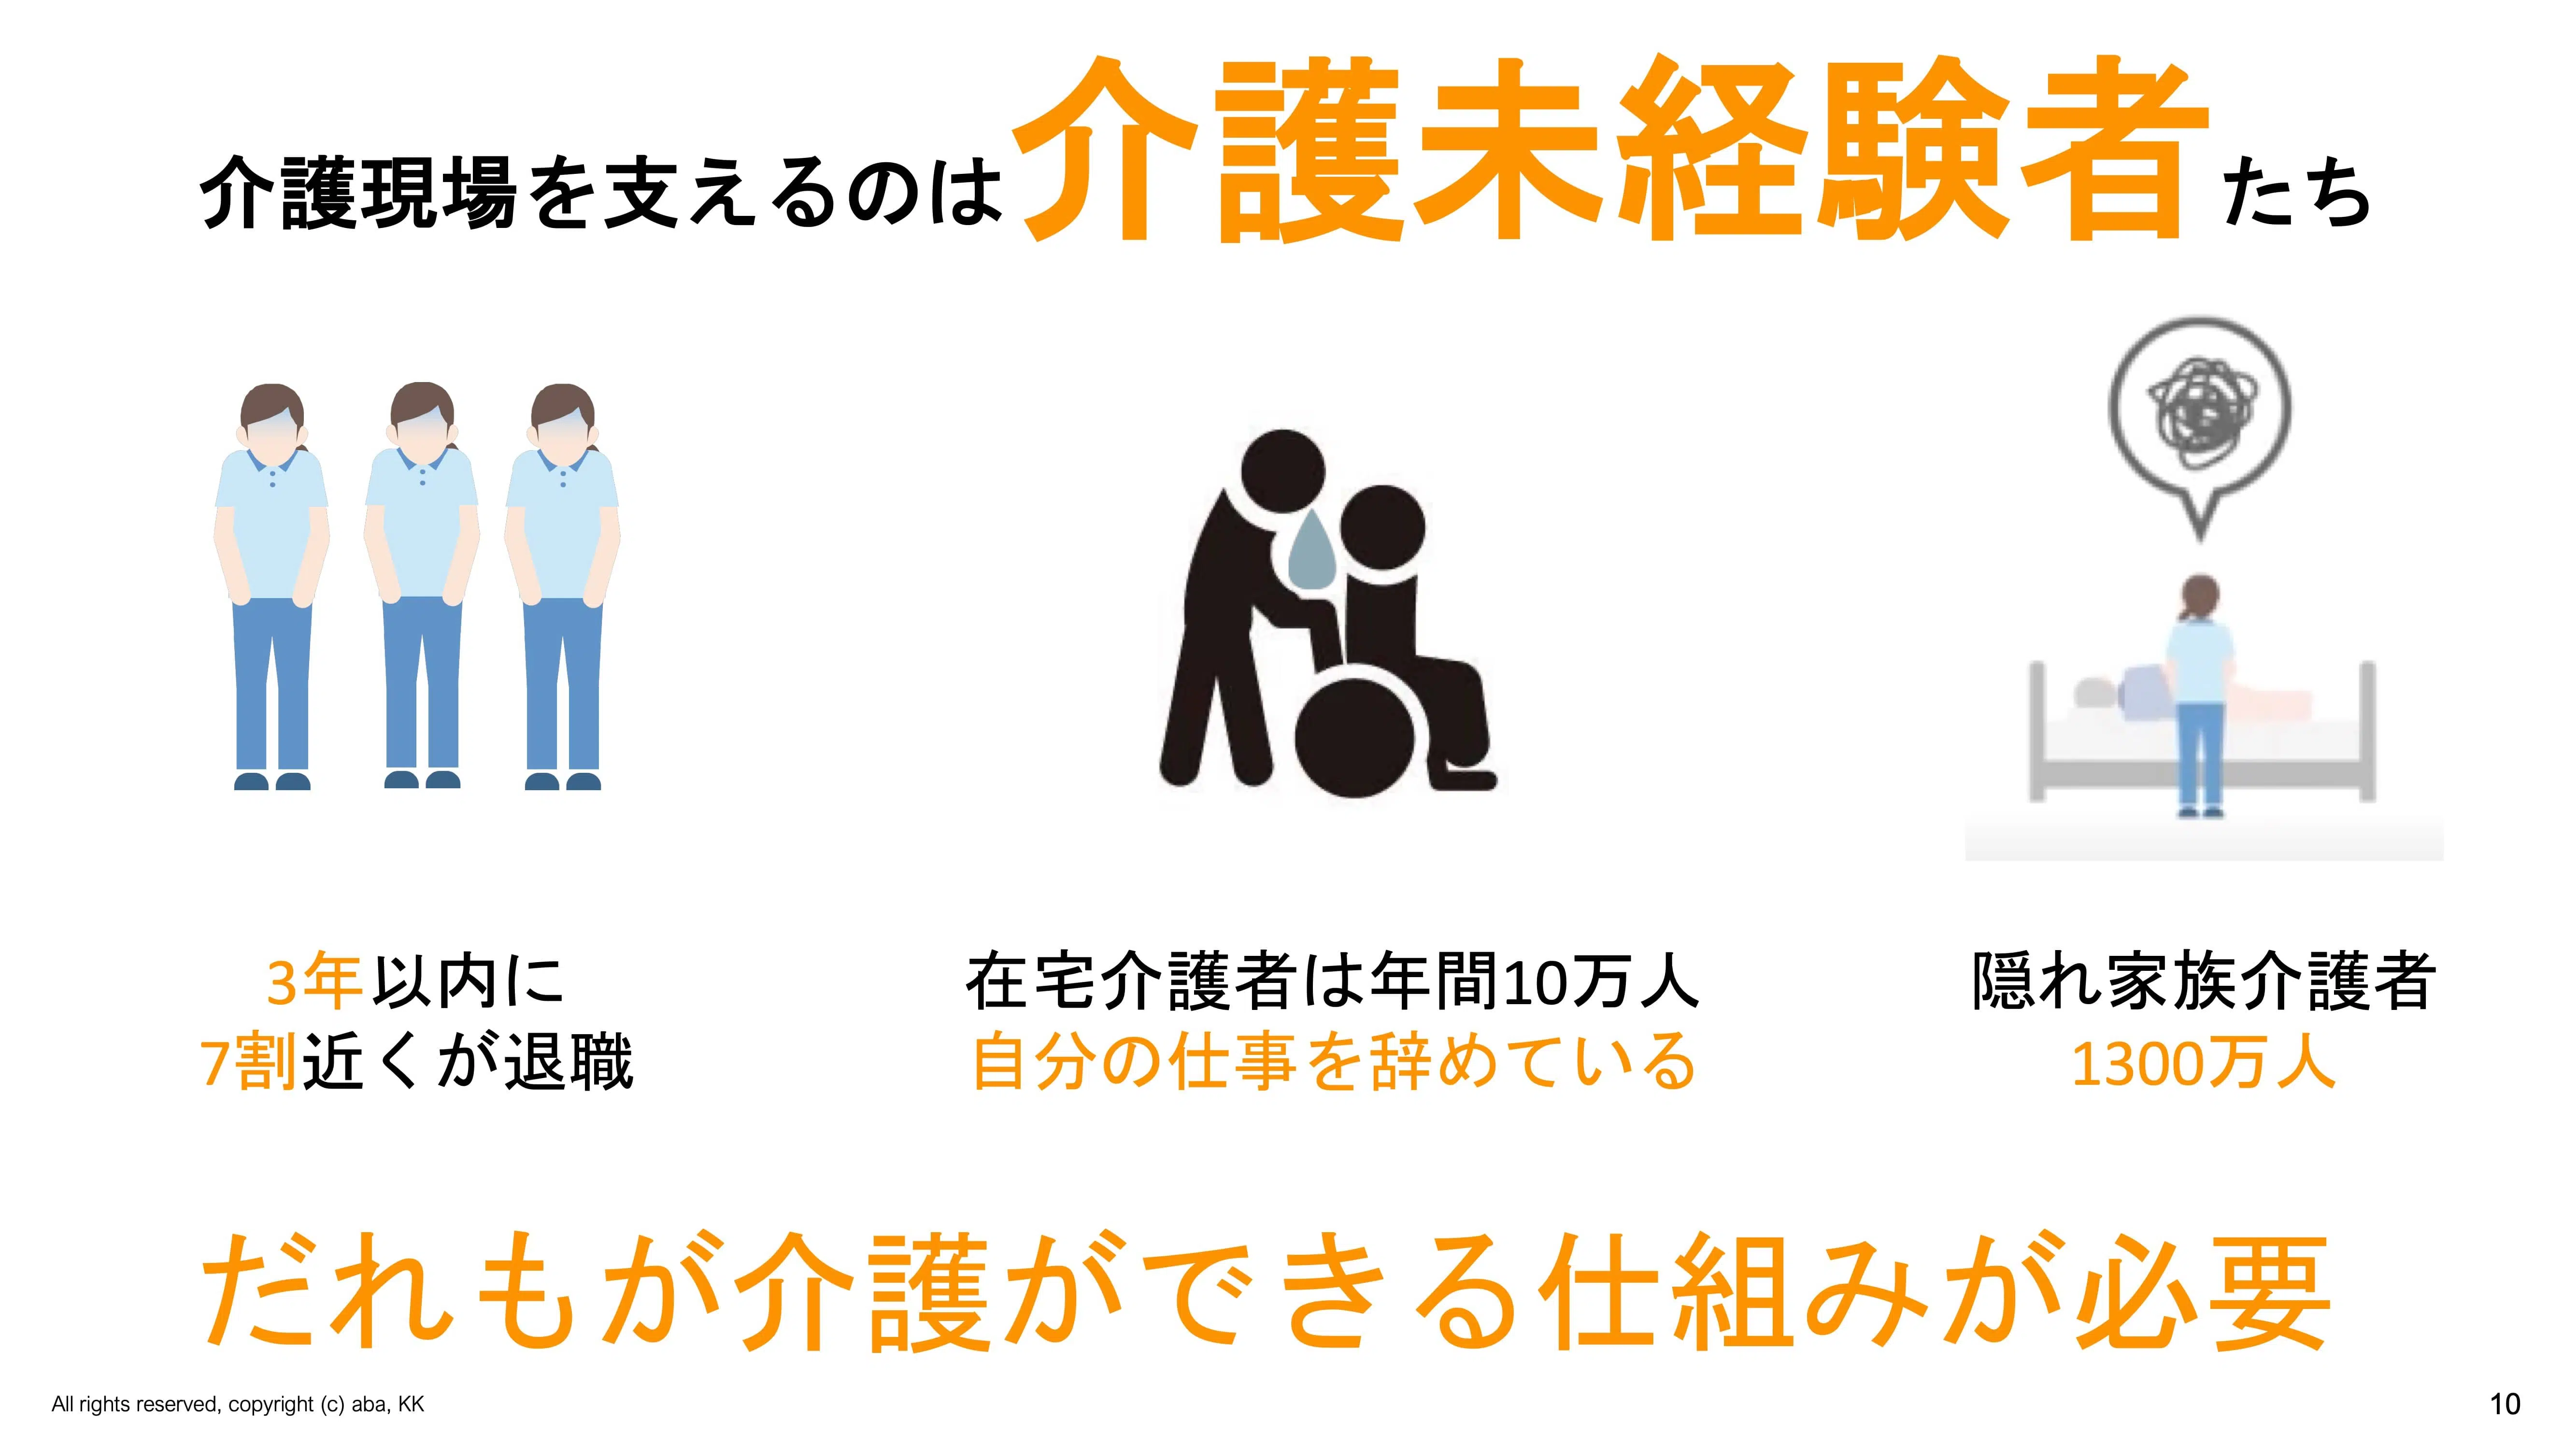 介護現場を支えるのは介護未経験者たち
3年以内に
7割近くが退職
在宅介護者は年間10万人
自分の仕事を辞めている
隠れ家族介護者
1300万人
だれもが介護ができる仕組みが必要
All rights reserved, copyright (c) aba, KK
10